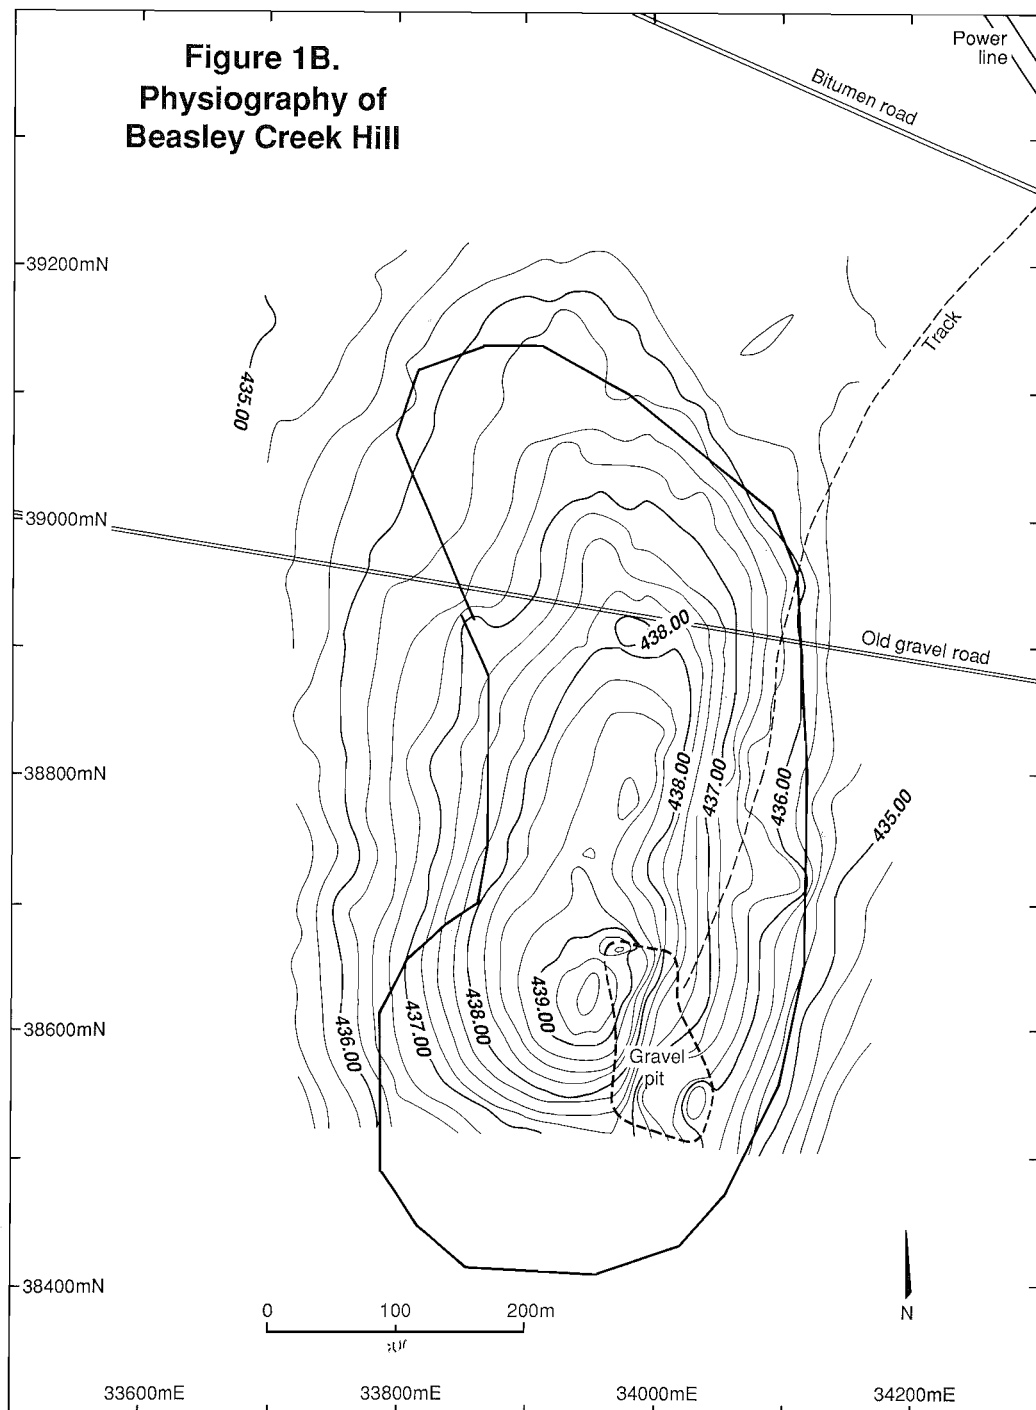 Figure 1B.
Physiography of
Beasley Creek Hill
Power
line
Bitumen road
Track
39200mN
435.00
39000mN
438.00
Old gravel road
38800mN
438.00
437.00
436.00
435.00
439.00
438.00
437.00
436.00
38600mN
Gravel
pit
38400mN
0 100 200m
N
33600mE 33800mE 34000mE 34200mE